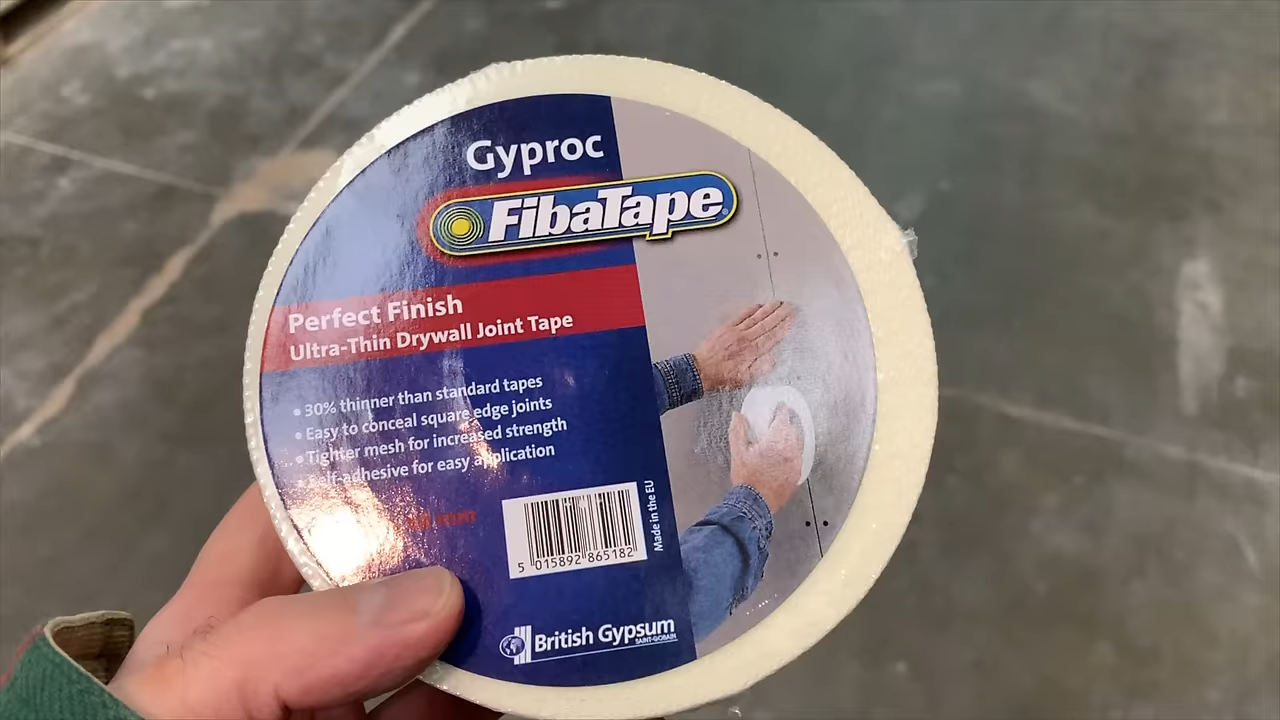 Gyproc
FibaTape®
Perfect Finish
Ultra-Thin Drywall Joint Tape
• 30% thinner than standard tapes
• Easy to conceal square edge joints
• Tighter mesh for increased strength
• Self-adhesive for easy application
Made in the EU
5 015892 865182
British Gypsum
SAINT-GOBAIN